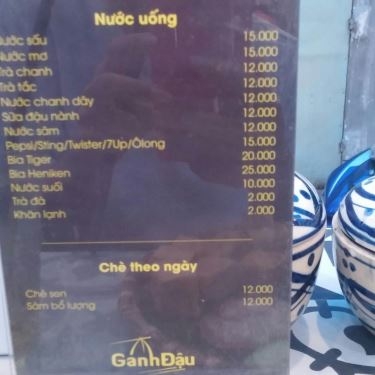 Nước uống
Nước sấu 15.000
Nước mơ 15.000
Trà chanh 12.000
Trà tắc 12.000
Nước chanh dây 12.000
Sữa đậu nành 12.000
Nước sâm 12.000
Pepsi/Sting/Twister/7Up/Ôlong 15.000
Bia Tiger 20.000
Bia Heniken 25.000
Nước suối 10.000
Trà đá 2.000
Khăn lạnh 2.000
Chè theo ngày
Chè sen 12.000
Sâm bổ lượng 12.000
GánhĐậu